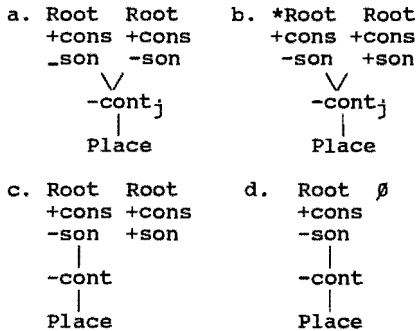 a. Root Root
+cons +cons
-son -son
-contj
Place
b. *Root Root
+cons +cons
-son +son
-contj
Place
c. Root Root
+cons +cons
-son +son
-cont
Place
d. Root ø
+cons
-son
-cont
Place